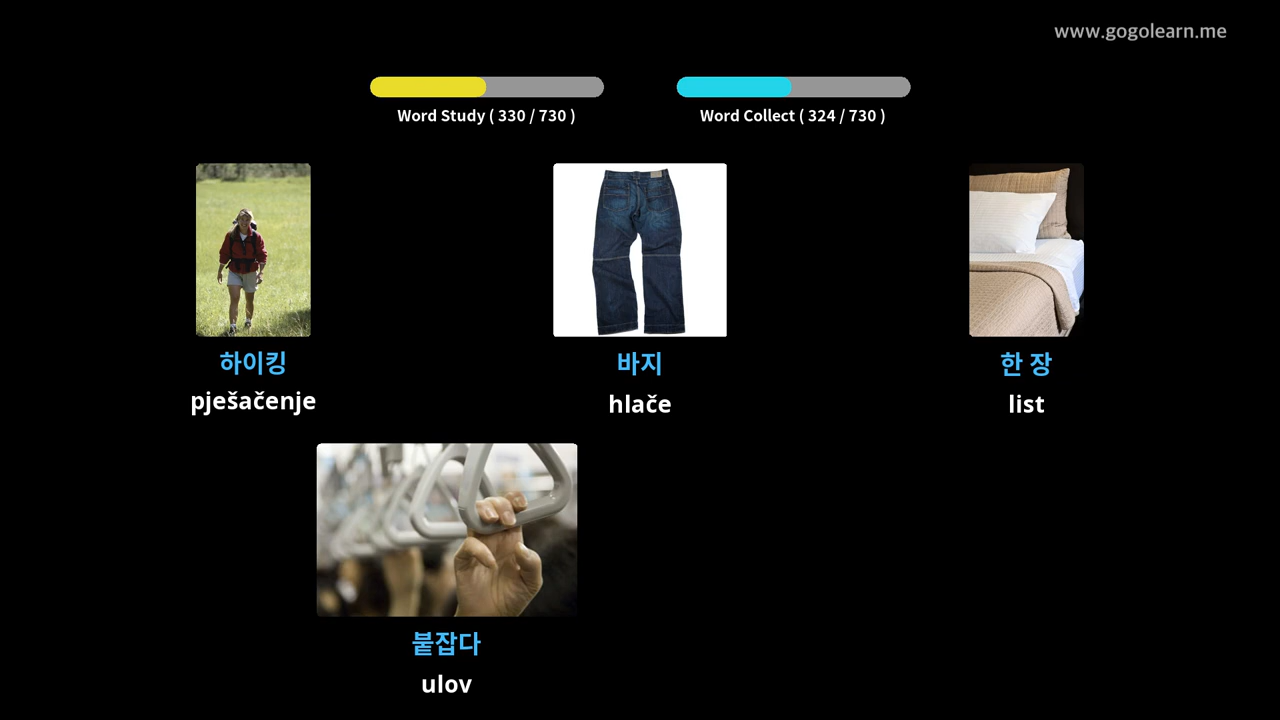 www.gogolearn.me
Word Study ( 330 / 730 )
Word Collect ( 324 / 730 )
하이킹
pješačenje
바지
hlače
한 장
list
붙잡다
ulov